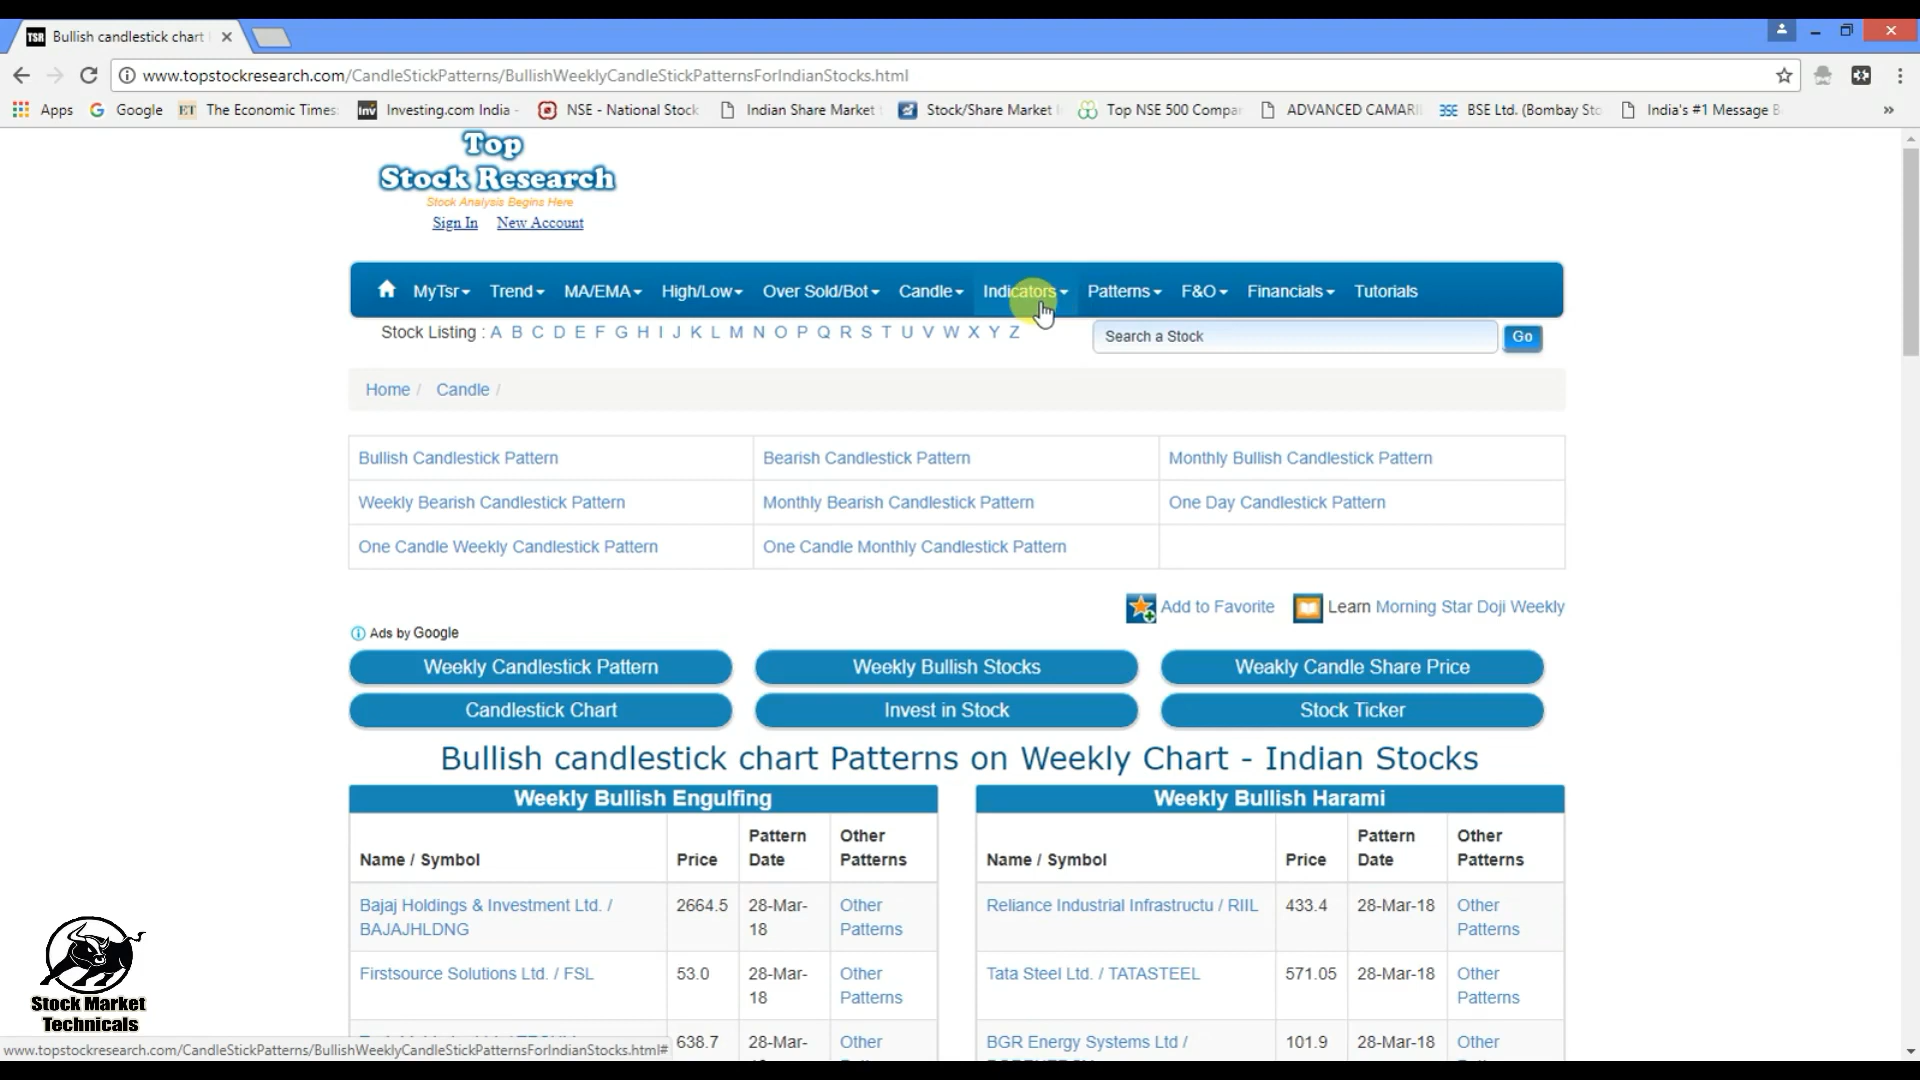 TSR Bullish candlestick chart
www.topstockresearch.com/CandleStickPatterns/BullishWeeklyCandleStickPatternsForIndianStocks.html
Apps Google ET The Economic Times: Inv Investing.com India - NSE - National Stock Indian Share Market Stock/Share Market Top NSE 500 Compa ADVANCED CAMARI BSE BSE Ltd. (Bombay Sto India's #1 Message B »
Top
Stock Research
Stock Analysis Begins Here
Sign In New Account
MyTsr Trend MA/EMA High/Low Over Sold/Bot Candle Indicators Patterns F&O Financials Tutorials
Stock Listing : A B C D E F G H I J K L M N O P Q R S T U V W X Y Z Search a Stock Go
Home / Candle /
Bullish Candlestick Pattern Bearish Candlestick Pattern Monthly Bullish Candlestick Pattern
Weekly Bearish Candlestick Pattern Monthly Bearish Candlestick Pattern One Day Candlestick Pattern
One Candle Weekly Candlestick Pattern One Candle Monthly Candlestick Pattern
Add to Favorite Learn Morning Star Doji Weekly
Ads by Google
Weekly Candlestick Pattern Weekly Bullish Stocks Weakly Candle Share Price
Candlestick Chart Invest in Stock Stock Ticker
Bullish candlestick chart Patterns on Weekly Chart - Indian Stocks
Weekly Bullish Engulfing Weekly Bullish Harami
Pattern Other Pattern Other
Name / Symbol Price Date Patterns Name / Symbol Price Date Patterns
Bajaj Holdings & Investment Ltd. / 2664.5 28-Mar- Other Reliance Industrial Infrastructu / RIIL 433.4 28-Mar-18 Other
BAJAJHLDNG 18 Patterns Patterns
Firstsource Solutions Ltd. / FSL 53.0 28-Mar- Other Tata Steel Ltd. / TATASTEEL 571.05 28-Mar-18 Other
18 Patterns Patterns
638.7 28-Mar- Other BGR Energy Systems Ltd / 101.9 28-Mar-18 Other
Stock Market
Technicals
www.topstockresearch.com/CandleStickPatterns/BullishWeeklyCandleStickPatternsForIndianStocks.html#